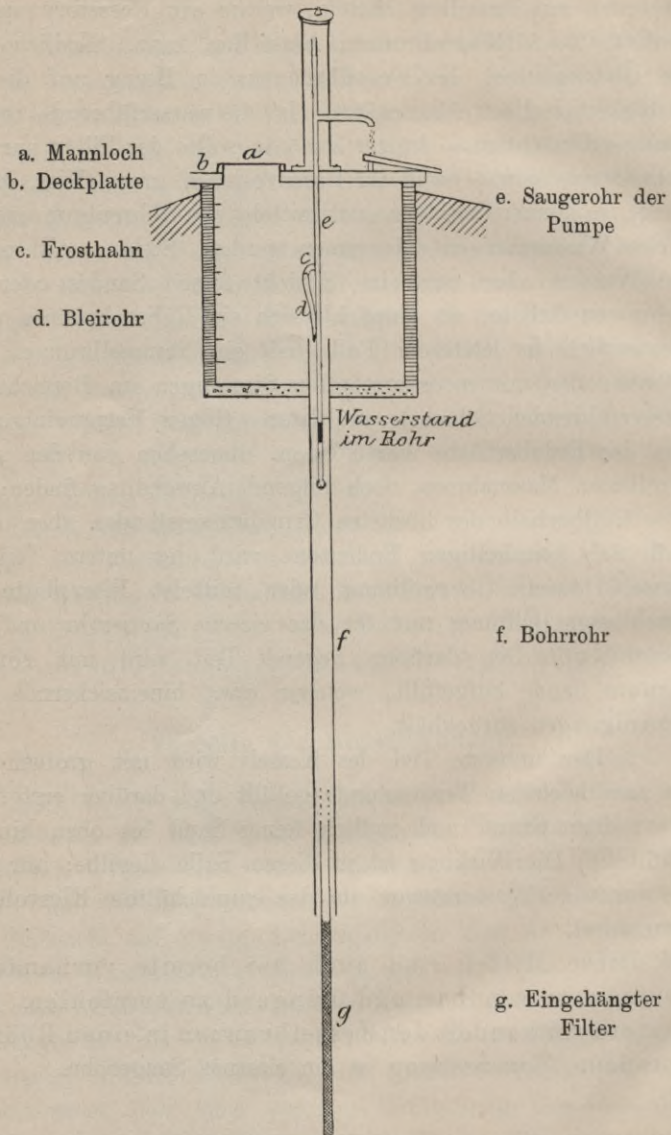 a
b
a. Mannloch
b. Deckplatte
e. Saugerohr der
Pumpe
e
c. Frosthahn
c
d. Bleirohr
d
Wasserstand
im Rohr
f
f. Bohrrohr
g
g. Eingehängter
Filter